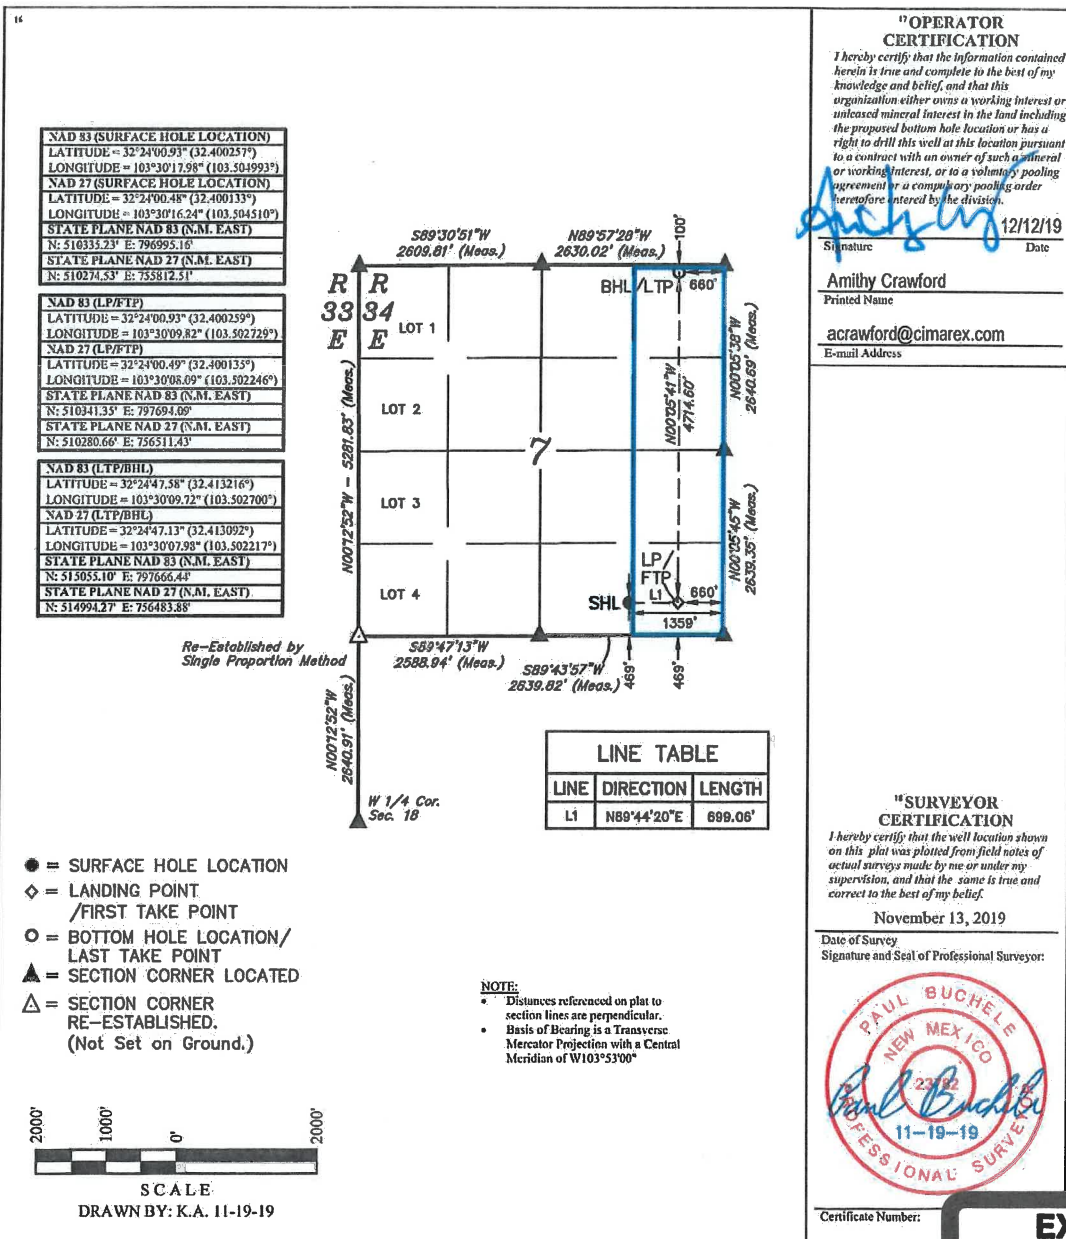 16
NAD 83 (SURFACE HOLE LOCATION)
LATITUDE = 32°24'00.93" (32.400257°)
LONGITUDE = 103°30'17.98" (103.504993°)
NAD 27 (SURFACE HOLE LOCATION)
LATITUDE = 32°24'00.48" (32.400133°)
LONGITUDE = 103°30'16.24" (103.504510°)
STATE PLANE NAD 83 (N.M. EAST)
N: 510335.23' E: 796995.16'
STATE PLANE NAD 27 (N.M. EAST)
N: 510274.53' E: 755812.51'
NAD 83 (LP/FTP)
LATITUDE = 32°24'00.93" (32.400259°)
LONGITUDE = 103°30'09.82" (103.502729°)
NAD 27 (LP/FTP)
LATITUDE = 32°24'00.49" (32.400135°)
LONGITUDE = 103°30'08.09" (103.502246°)
STATE PLANE NAD 83 (N.M. EAST)
N: 510341.35' E: 797694.09'
STATE PLANE NAD 27 (N.M. EAST)
N: 510280.66' E: 756511.43'
NAD 83 (LTP/BHL)
LATITUDE = 32°24'47.58" (32.413216°)
LONGITUDE = 103°30'09.72" (103.502700°)
NAD 27 (LTP/BHL)
LATITUDE = 32°24'47.13" (32.413092°)
LONGITUDE = 103°30'07.98" (103.502217°)
STATE PLANE NAD 83 (N.M. EAST)
N: 515055.10' E: 797666.44'
STATE PLANE NAD 27 (N.M. EAST)
N: 514994.27' E: 756483.88'
S89°30'51"W
2609.81' (Meas.)
N89°57'28"W
2630.02' (Meas.)
100'
R R
33 34
E E
BHL/LTP
660'
LOT 1
LOT 2
LOT 3
LOT 4
7
N00°12'52"W - 5281.83' (Meas.)
N00°05'41"W
4714.60'
N00°05'38"W
2640.69' (Meas.)
N00°05'45"W
2639.35' (Meas.)
LP/
FTP
SHL
L1
660'
1359'
Re-Established by
Single Proportion Method
S89°47'13"W
2588.94' (Meas.)
S89°43'57"W
2639.82' (Meas.)
469'
469'
N00°12'52"W
2640.91' (Meas.)
W 1/4 Cor.
Sec. 18
LINE TABLE
LINE DIRECTION LENGTH
L1 N89°44'20"E 699.06'
● = SURFACE HOLE LOCATION
◇ = LANDING POINT
/FIRST TAKE POINT
○ = BOTTOM HOLE LOCATION/
LAST TAKE POINT
▲ = SECTION CORNER LOCATED
△ = SECTION CORNER
RE-ESTABLISHED.
(Not Set on Ground.)
NOTE:
• Distances referenced on plat to
section lines are perpendicular.
• Basis of Bearing is a Transverse
Mercator Projection with a Central
Meridian of W103°53'00"
2000' 1000' 0' 2000'
SCALE
DRAWN BY: K.A. 11-19-19
17 OPERATOR
CERTIFICATION
I hereby certify that the information contained
herein is true and complete to the best of my
knowledge and belief, and that this
organization either owns a working interest or
unleased mineral interest in the land including
the proposed bottom hole location or has a
right to drill this well at this location pursuant
to a contract with an owner of such a mineral
or working interest, or to a voluntary pooling
agreement or a compulsory pooling order
heretofore entered by the division.
12/12/19
Signature Date
Amithy Crawford
Printed Name
acrawford@cimarex.com
E-mail Address
18 SURVEYOR
CERTIFICATION
I hereby certify that the well location shown
on this plat was plotted from field notes of
actual surveys made by me or under my
supervision, and that the same is true and
correct to the best of my belief.
November 13, 2019
Date of Survey
Signature and Seal of Professional Surveyor:
PAUL BUCHELE
NEW MEXICO
23782
Paul Buchele
11-19-19
PROFESSIONAL SURVEYOR
Certificate Number: